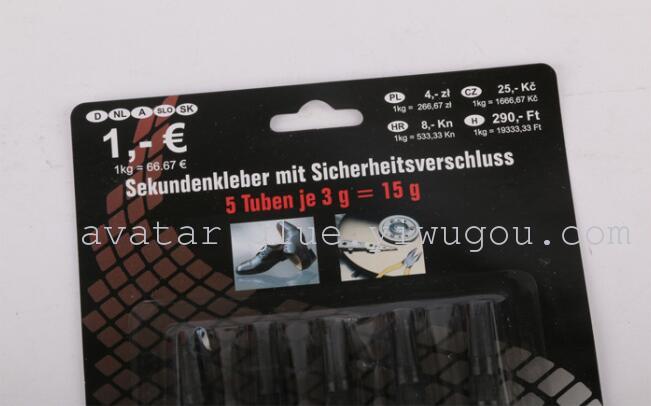 D NL A SLO SK
1,- €
1kg = 66.67 €
PL 4,- zł
1kg = 266,67 zł
CZ 25,- Kč
1kg = 1666,67 Kč
HR 8,- Kn
1kg = 533,33 Kn
H 290,- Ft
1kg = 19333,33 Ft
Sekundenkleber mit Sicherheitsverschluss
5 Tuben je 3 g = 15 g
avatar glue.yiwugou.com